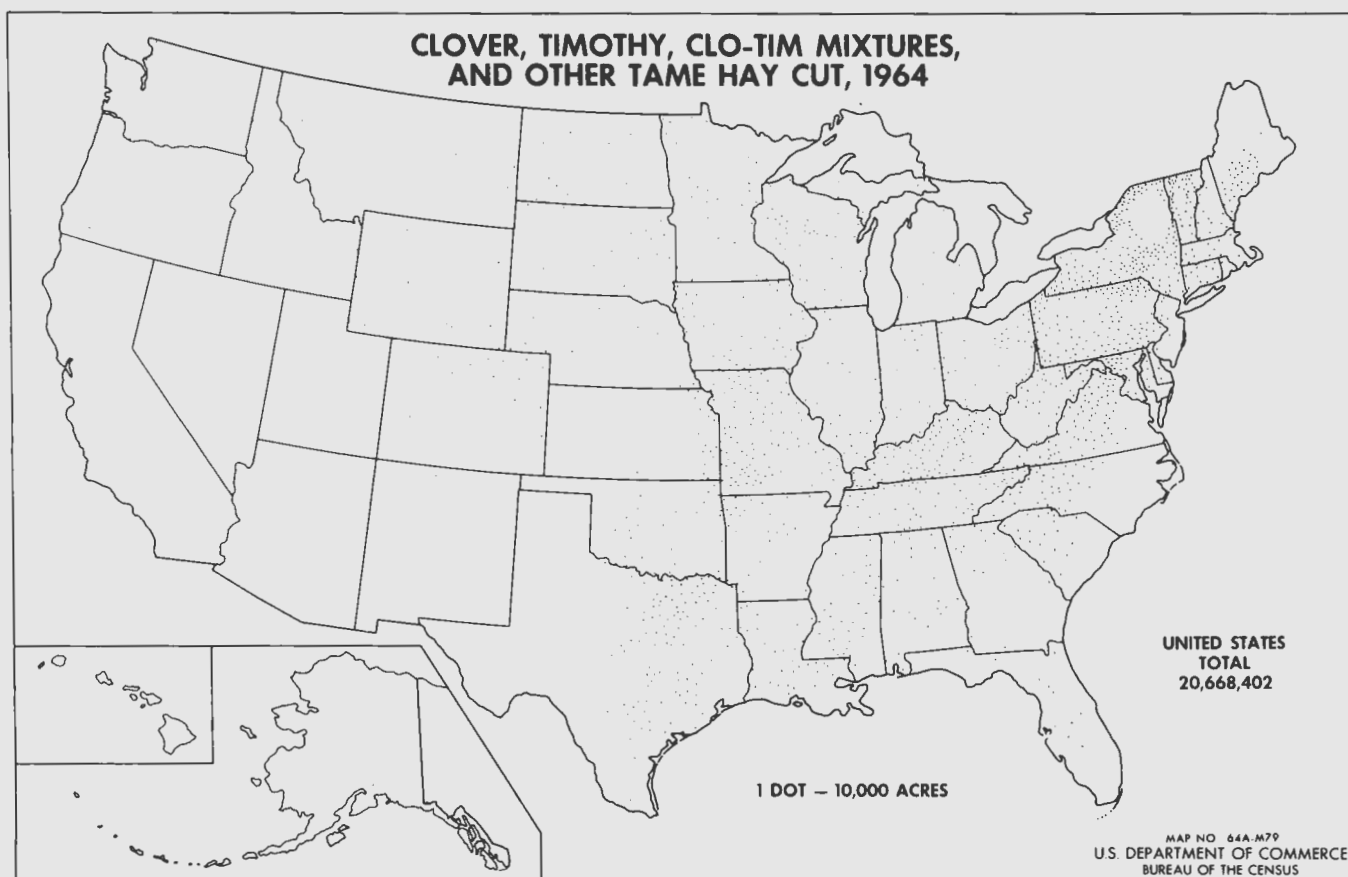 CLOVER, TIMOTHY, CLO-TIM MIXTURES,
AND OTHER TAME HAY CUT, 1964
UNITED STATES
TOTAL
20,668,402
1 DOT — 10,000 ACRES
MAP NO 64A-M79
U.S. DEPARTMENT OF COMMERCE
BUREAU OF THE CENSUS